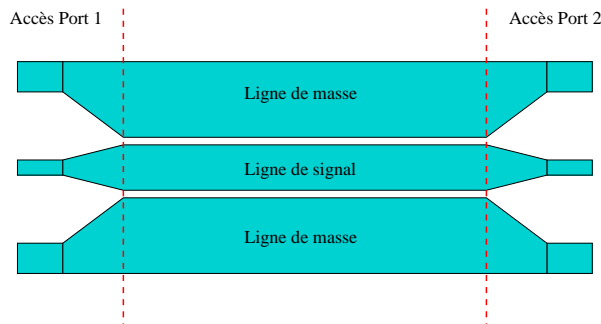 Accès Port 1
Accès Port 2
Ligne de masse
Ligne de signal
Ligne de masse